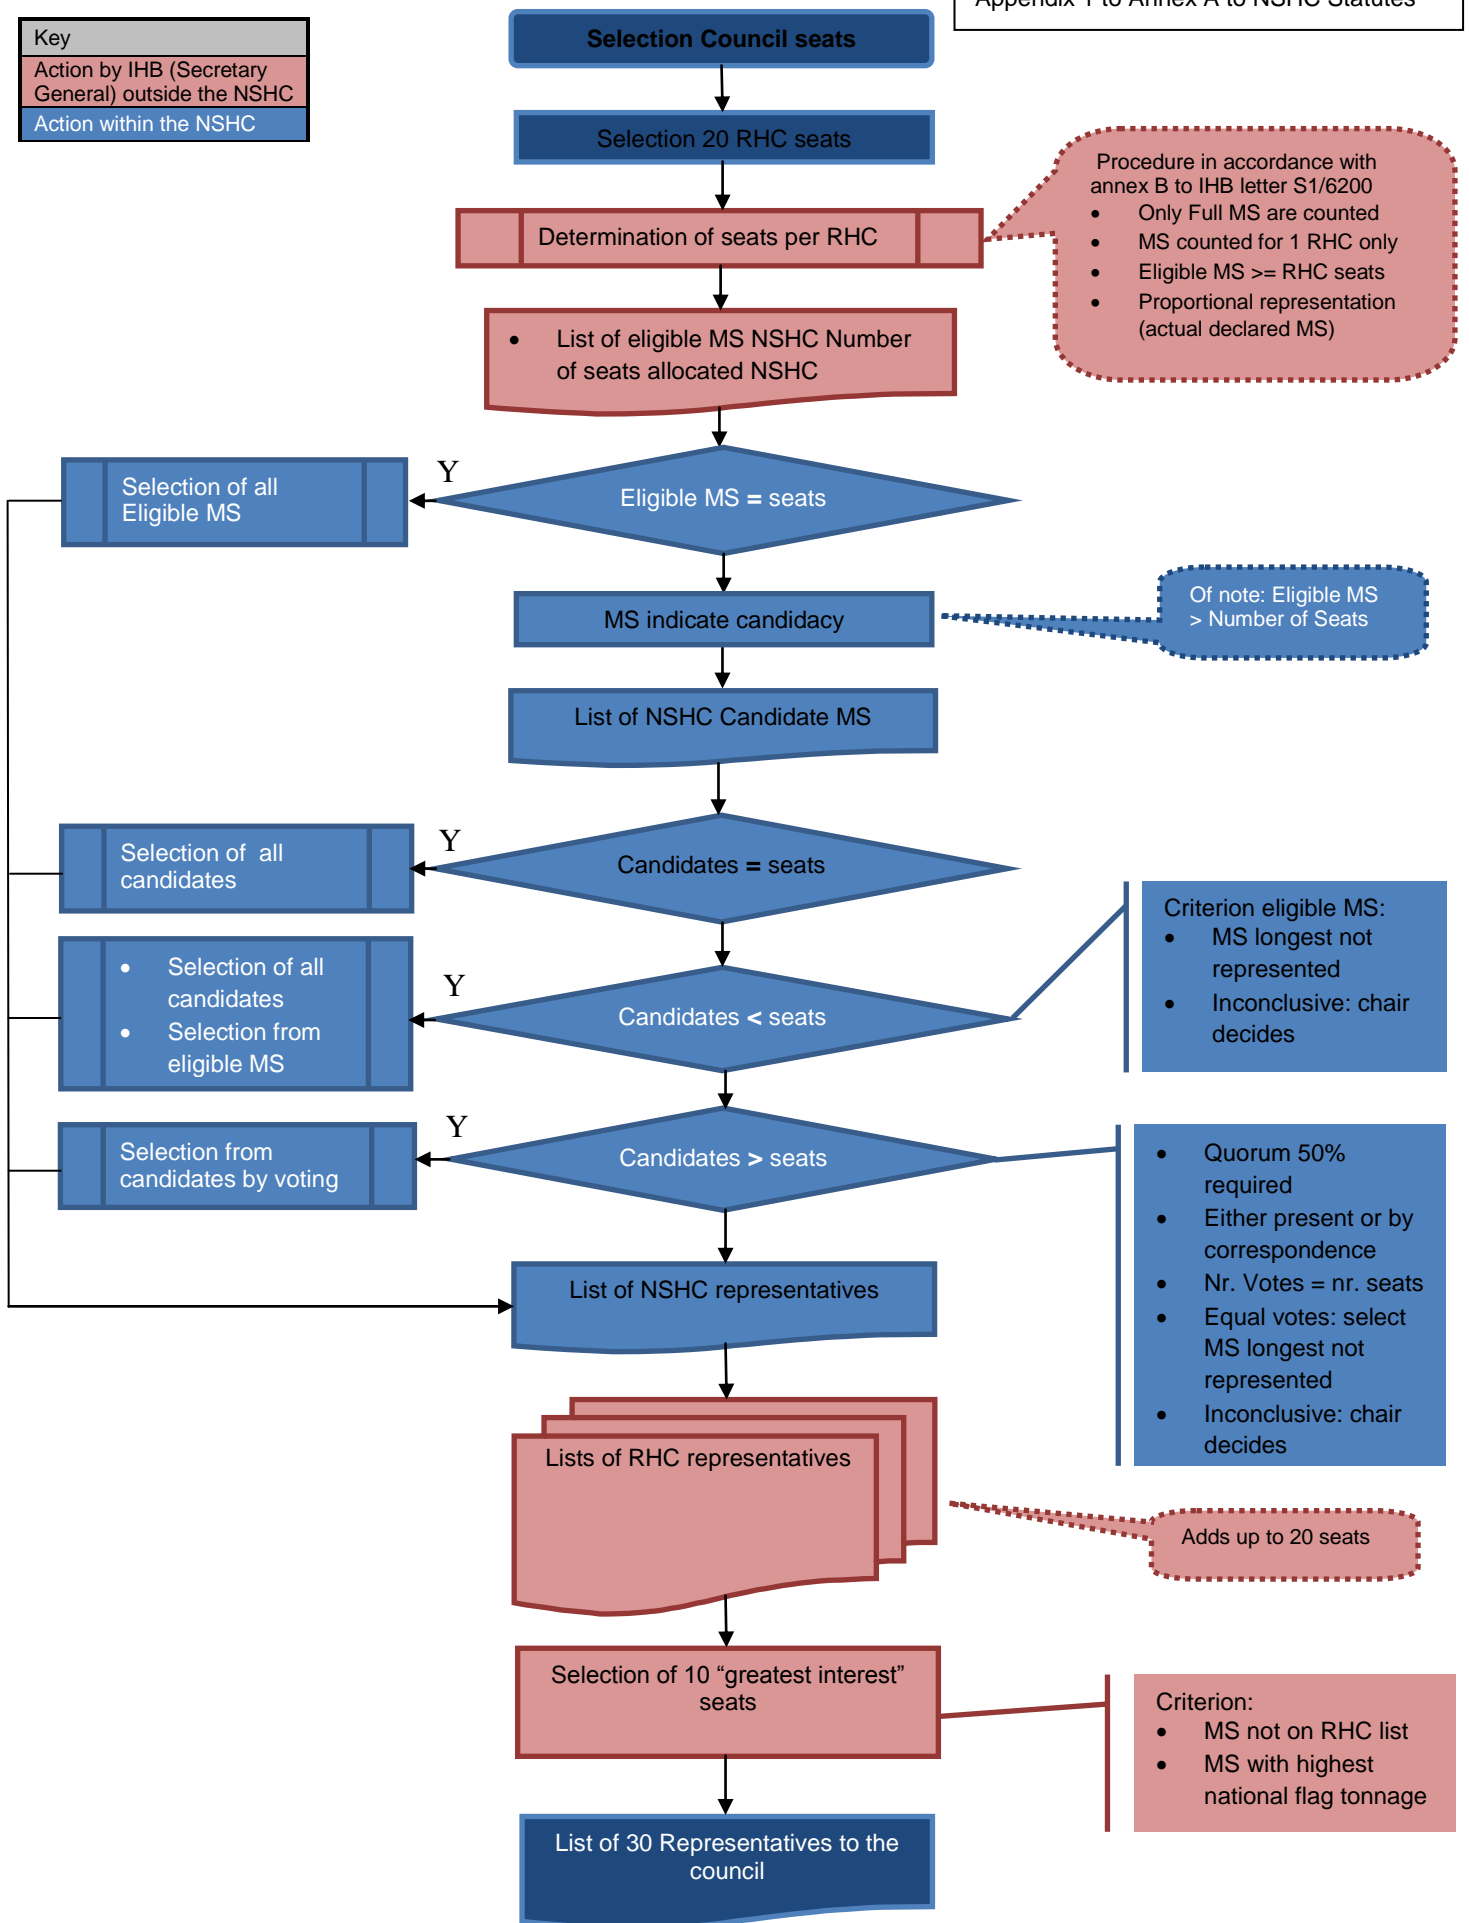 Appendix 1 to Annex A to NSHC Statutes
Key
Action by IHB (Secretary
General) outside the NSHC
Action within the NSHC
Selection Council seats
Selection 20 RHC seats
Procedure in accordance with
annex B to IHB letter S1/6200
• Only Full MS are counted
• MS counted for 1 RHC only
• Eligible MS >= RHC seats
• Proportional representation
(actual declared MS)
Determination of seats per RHC
• List of eligible MS NSHC Number
of seats allocated NSHC
Y
Selection of all
Eligible MS
Eligible MS = seats
MS indicate candidacy
Of note: Eligible MS
> Number of Seats
List of NSHC Candidate MS
Y
Selection of all
candidates
Candidates = seats
Criterion eligible MS:
• MS longest not
represented
• Inconclusive: chair
decides
• Selection of all
candidates
• Selection from
eligible MS
Y
Candidates < seats
Y
Selection from
candidates by voting
Candidates > seats
• Quorum 50%
required
• Either present or by
correspondence
• Nr. Votes = nr. seats
• Equal votes: select
MS longest not
represented
• Inconclusive: chair
decides
List of NSHC representatives
Lists of RHC representatives
Adds up to 20 seats
Selection of 10 “greatest interest”
seats
Criterion:
• MS not on RHC list
• MS with highest
national flag tonnage
List of 30 Representatives to the
council